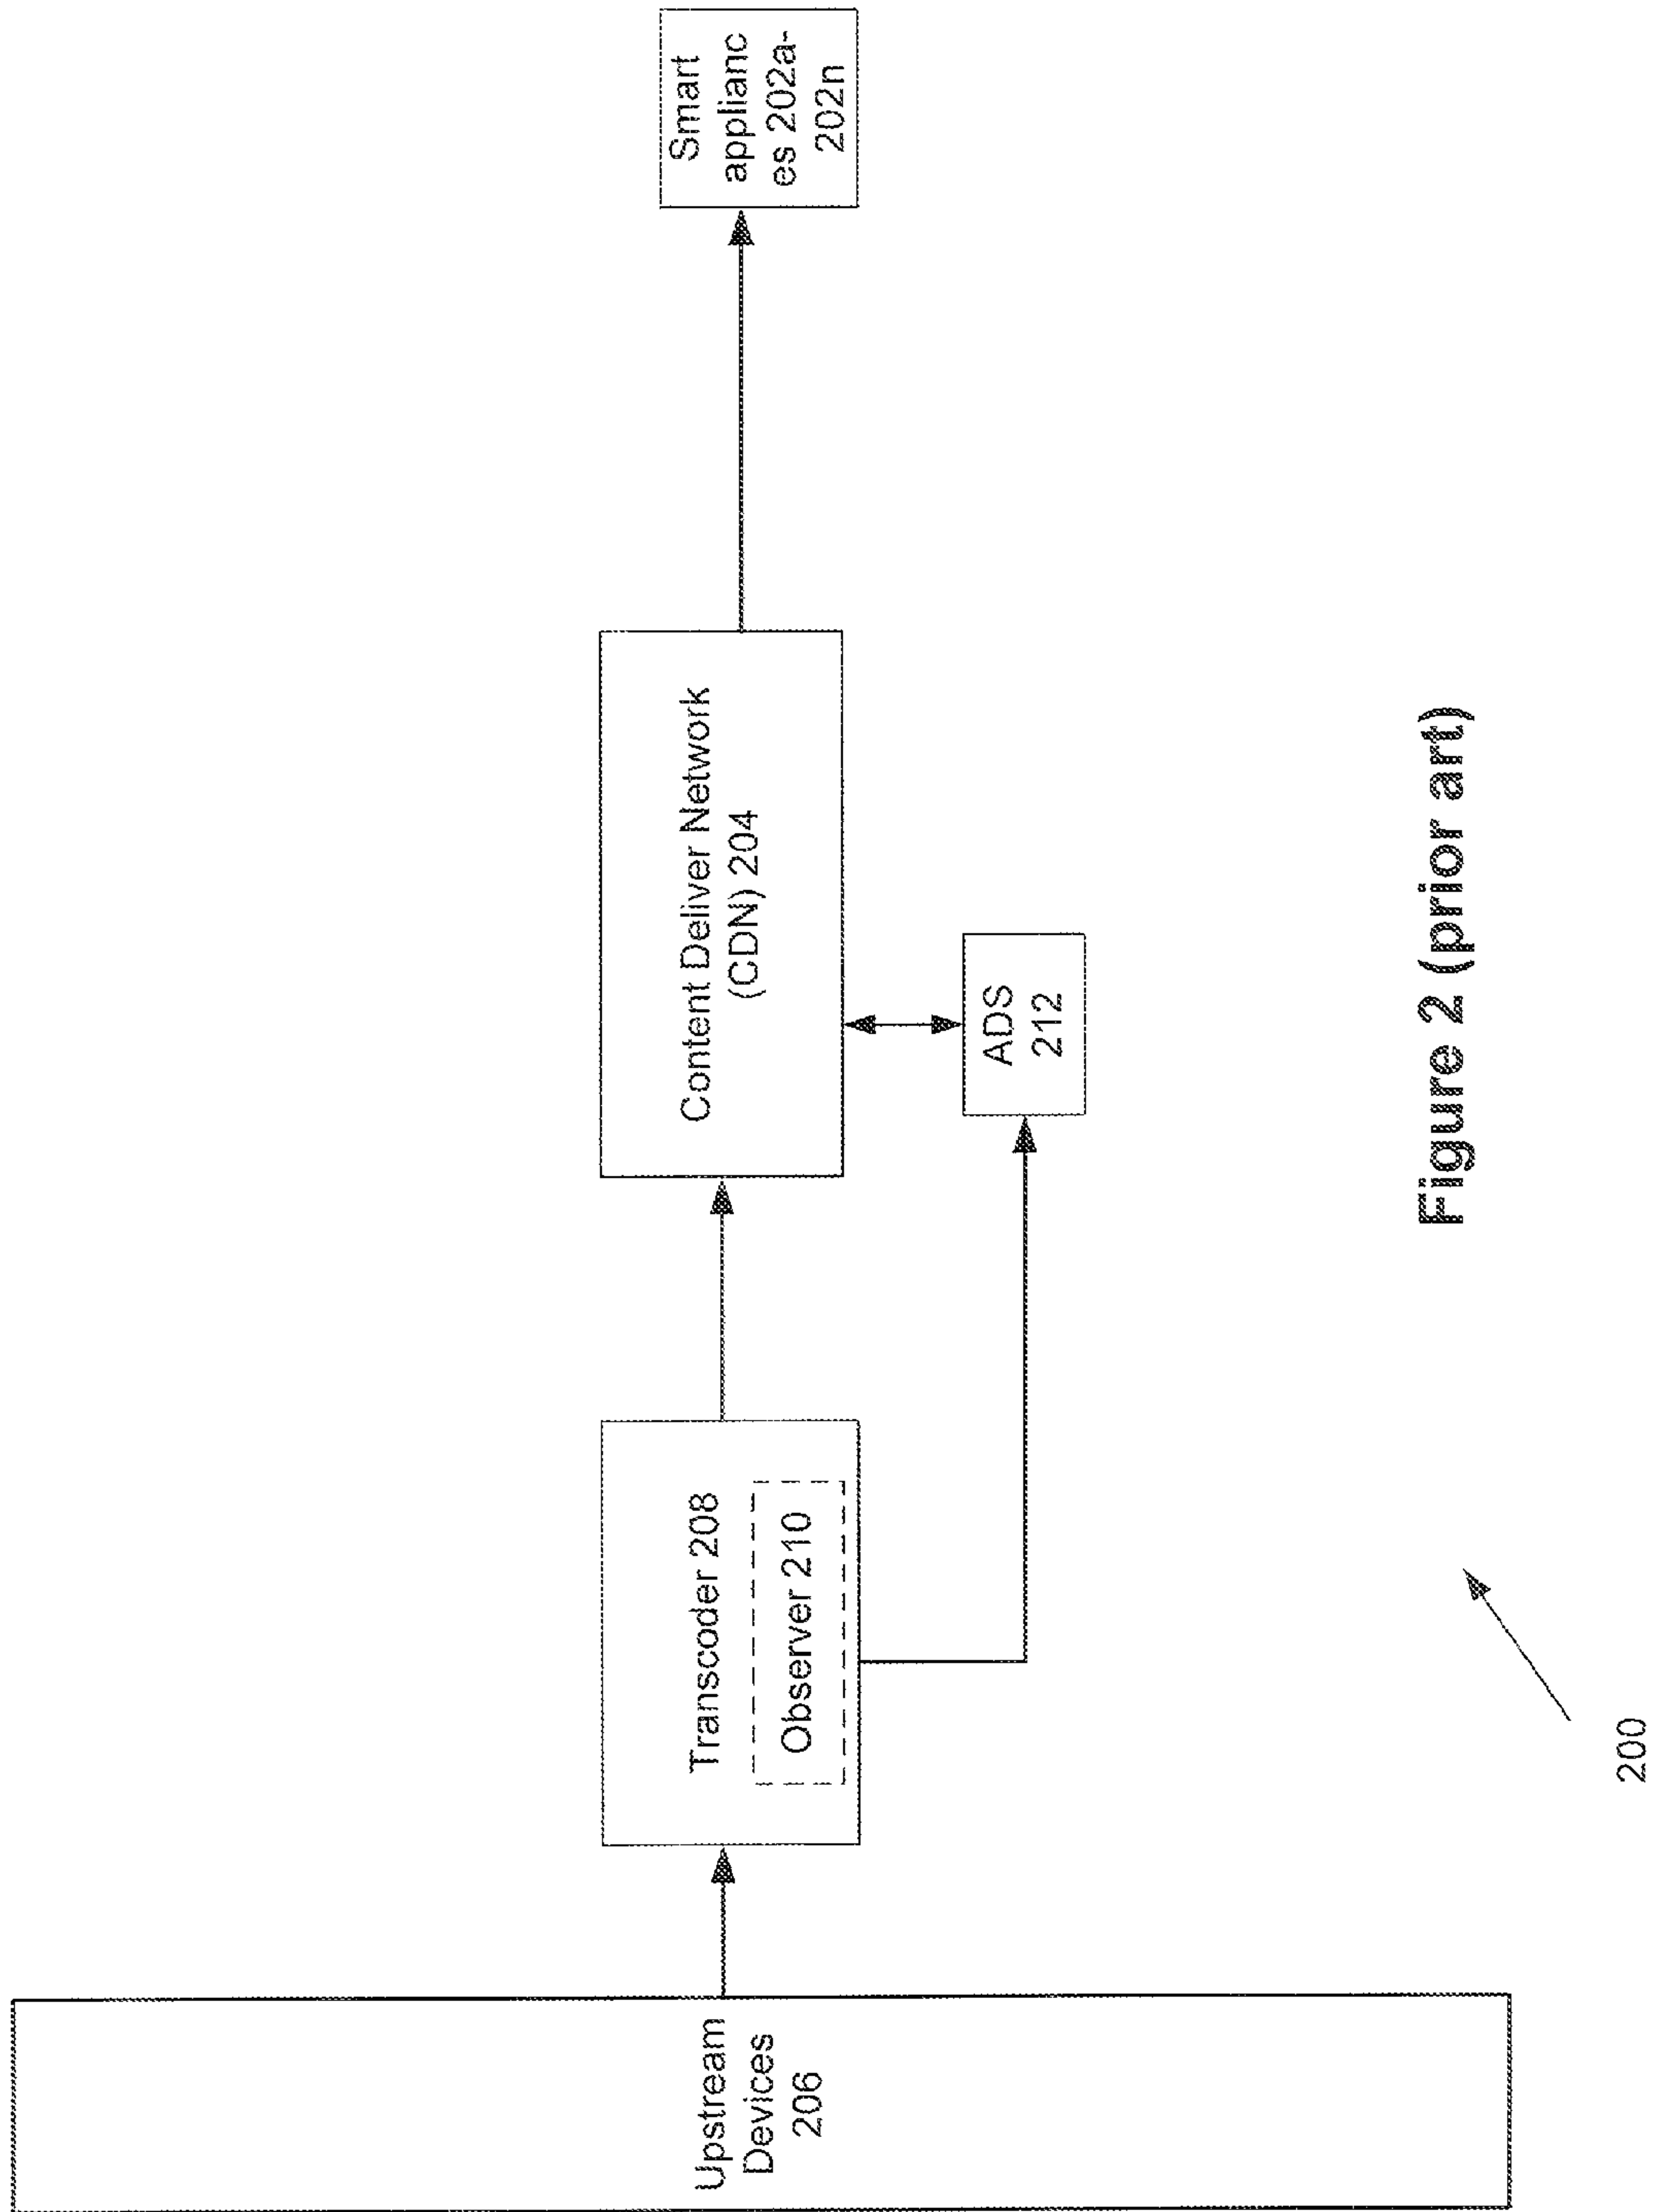 Upstream
Devices
206
Transcoder 208
Observer 210
Content Deliver Network
(CDN) 204
ADS
212
Smart
applianc
es 202a-
202n
200
Figure 2 (prior art)